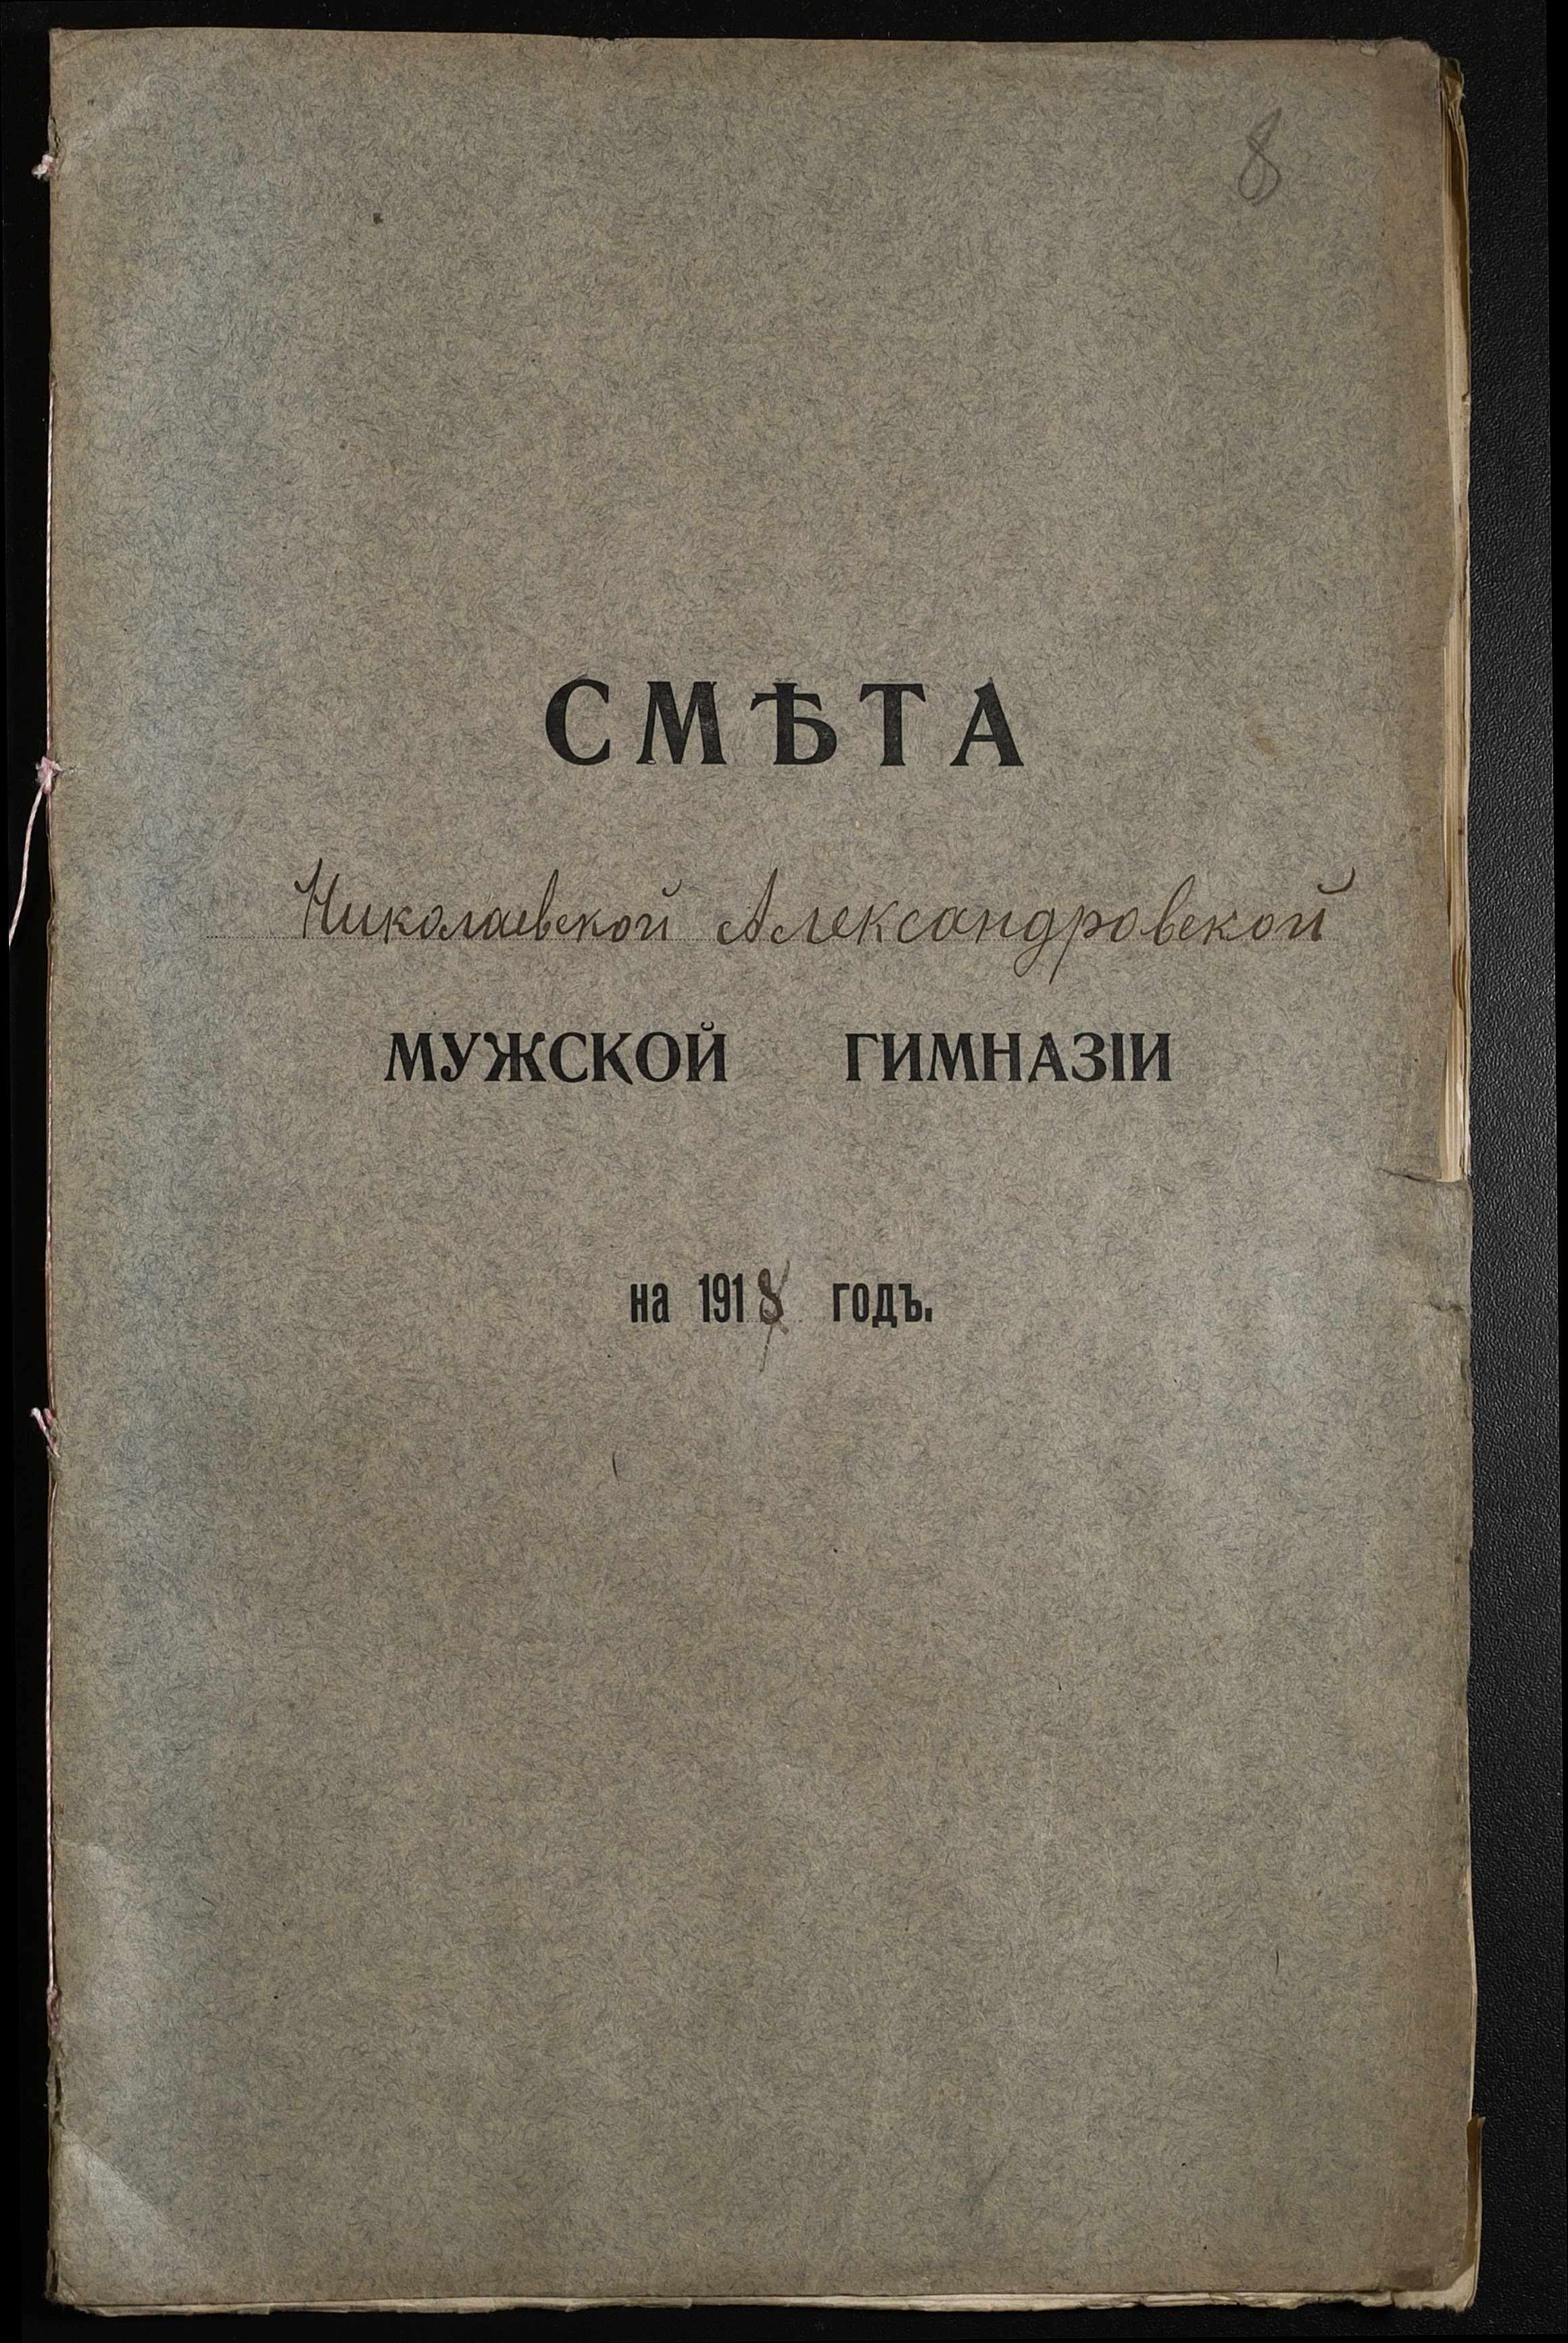 8
СМѢТА
Николаевской Александровской
МУЖСКОЙ ГИМНАЗІИ
на 1918 годъ.